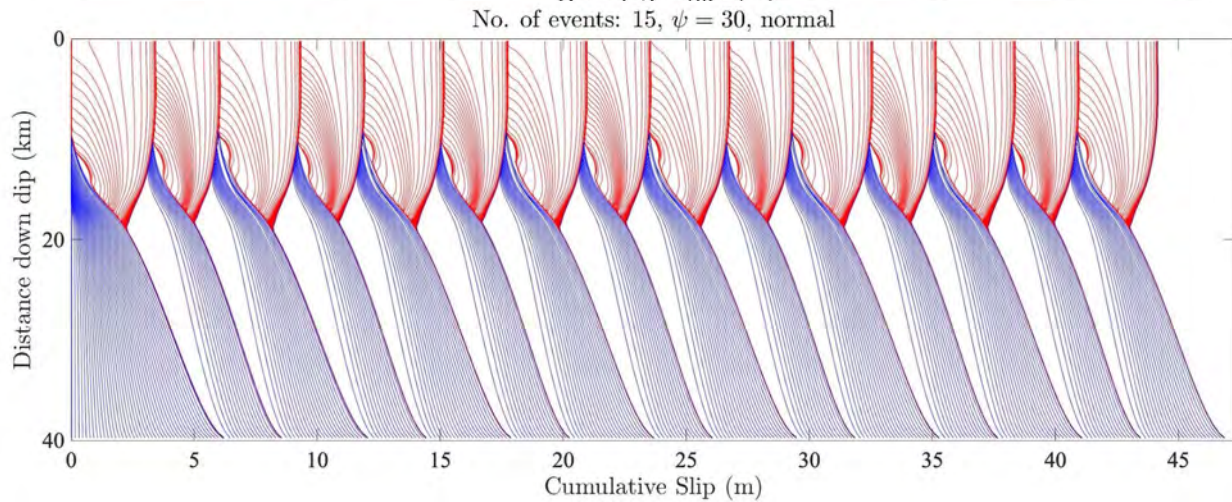 No. of events: 15, ψ = 30, normal
0
20
40
Distance down dip (km)
0 5 10 15 20 25 30 35 40 45
Cumulative Slip (m)